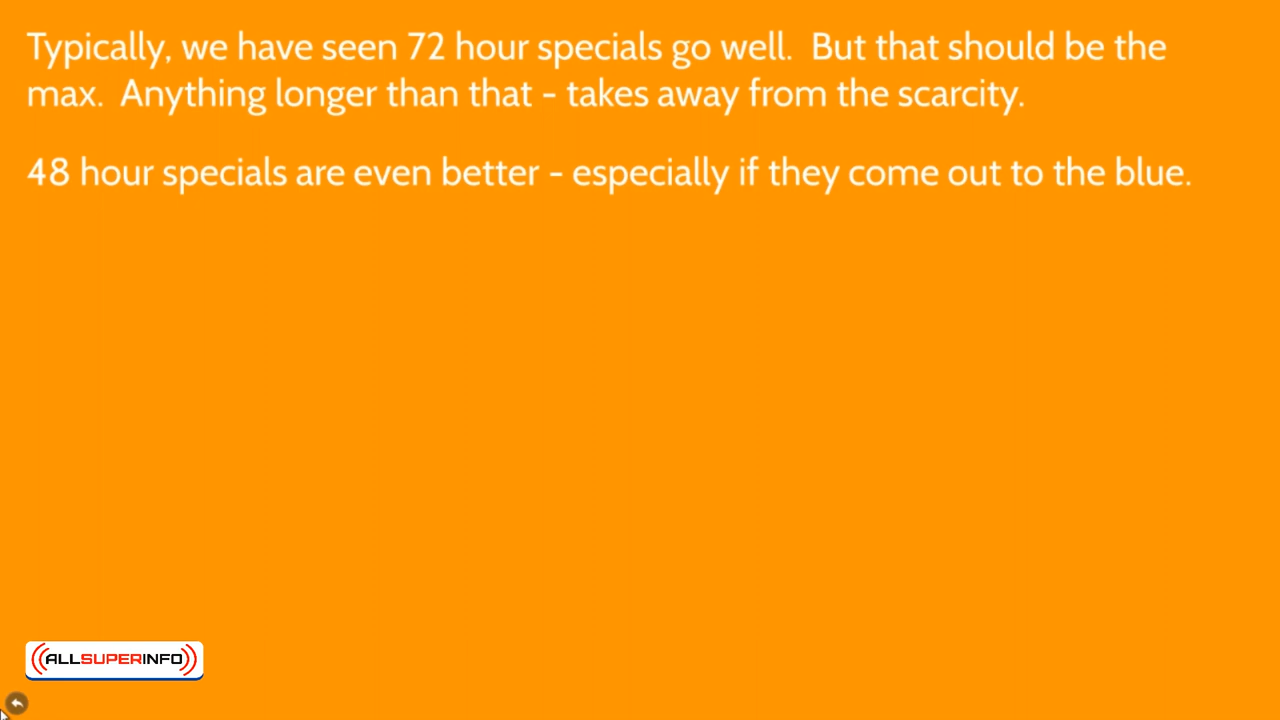 Typically, we have seen 72 hour specials go well.  But that should be the
max.  Anything longer than that - takes away from the scarcity.
48 hour specials are even better - especially if they come out to the blue.
ALLSUPERINFO